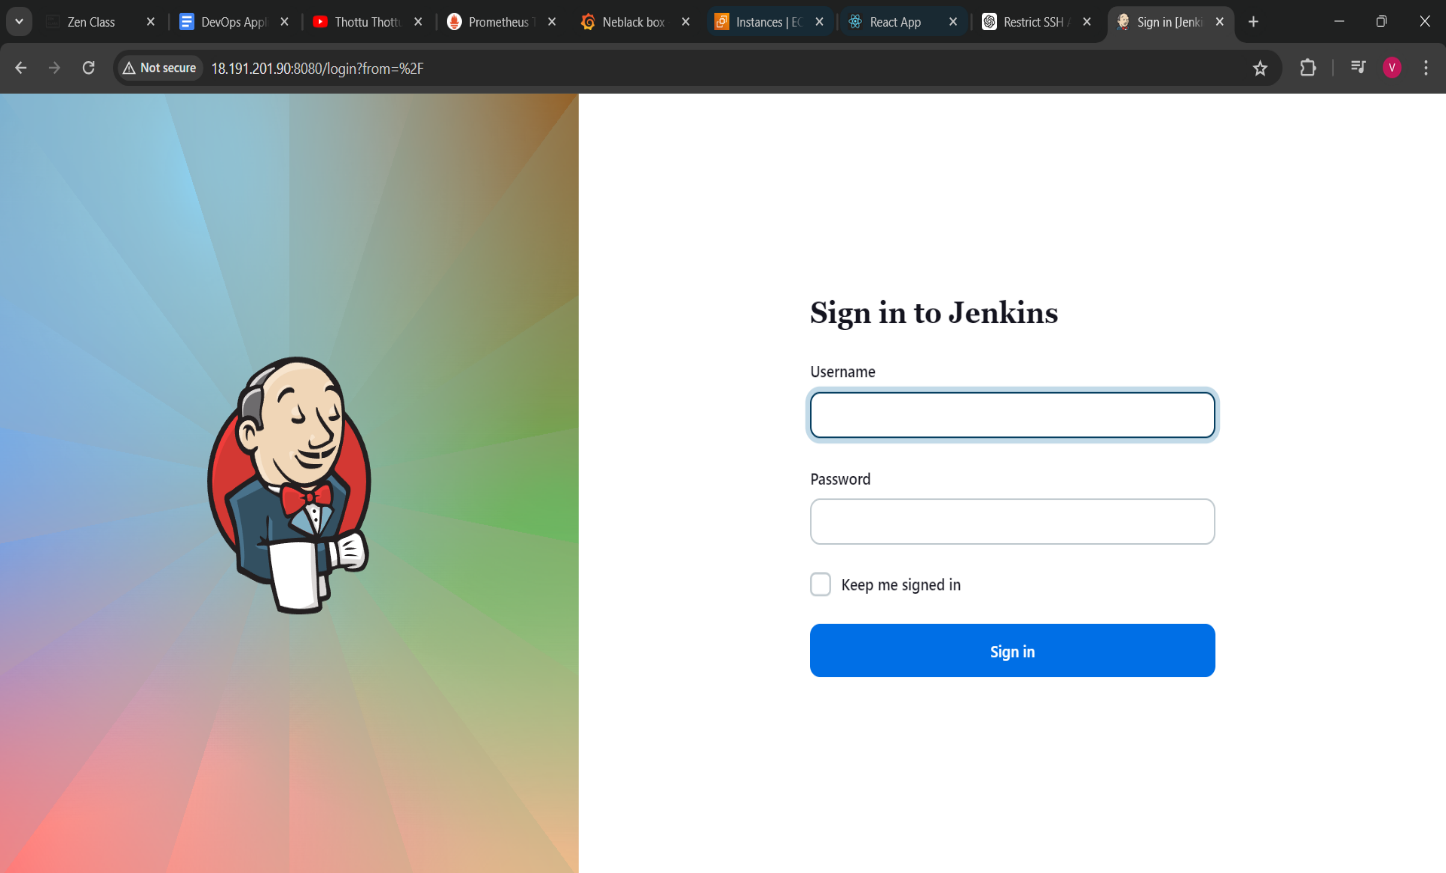 Zen Class
DevOps Appl
Thottu Thottu
Prometheus T
Neblack box
Instances | EC
React App
Restrict SSH A
Sign in [Jenki
Not secure
18.191.201.90:8080/login?from=%2F
V
Sign in to Jenkins
Username
Password
Keep me signed in
Sign in